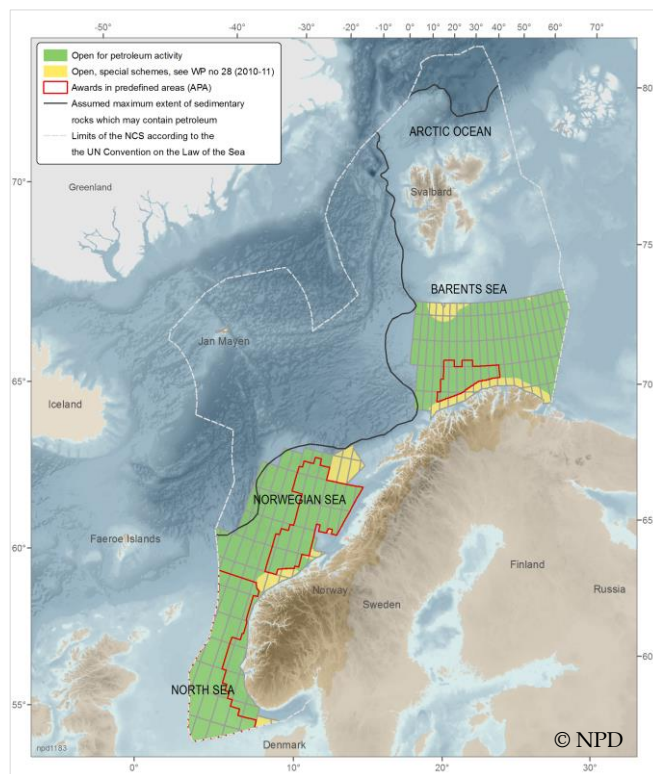 -50° -40° -30° -20° -10° 0° 10° 20° 30° 40° 50° 60° 70°
Open for petroleum activity
Open, special schemes, see WP no 28 (2010-11)
Awards in predefined areas (APA)
Assumed maximum extent of sedimentary
rocks which may contain petroleum
Limits of the NCS according to the
the UN Convention on the Law of the Sea
80
ARCTIC OCEAN
70°
Greenland
Svalbard
75
BARENTS SEA
Jan Mayen
65°
Iceland
70
NORWEGIAN SEA
Faeroe Islands
65
60°
Finland
Norway
Russia
Sweden
60
NORTH SEA
55°
npd1183
Denmark
© NPD
0° 10° 20° 30°